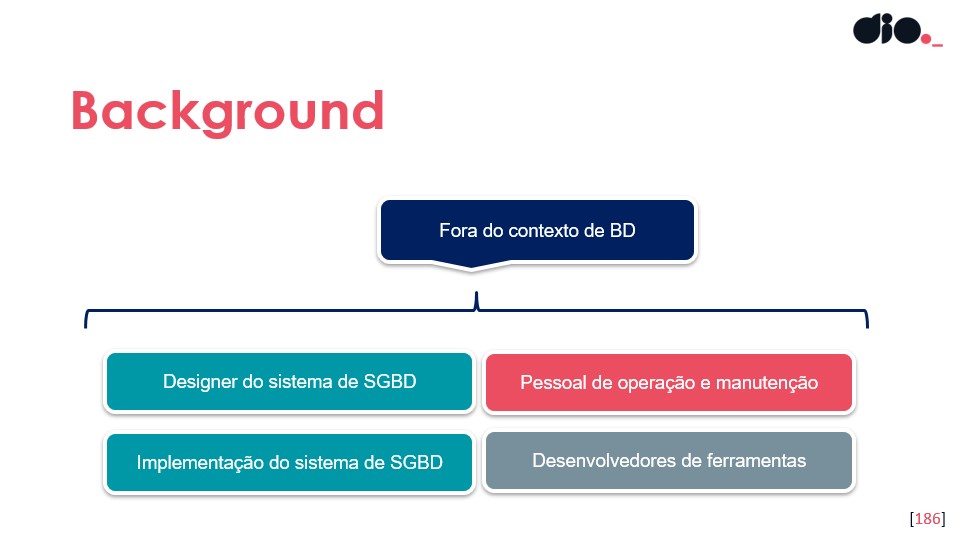 dio._
Background
Fora do contexto de BD
Designer do sistema de SGBD
Pessoal de operação e manutenção
Implementação do sistema de SGBD
Desenvolvedores de ferramentas
[186]